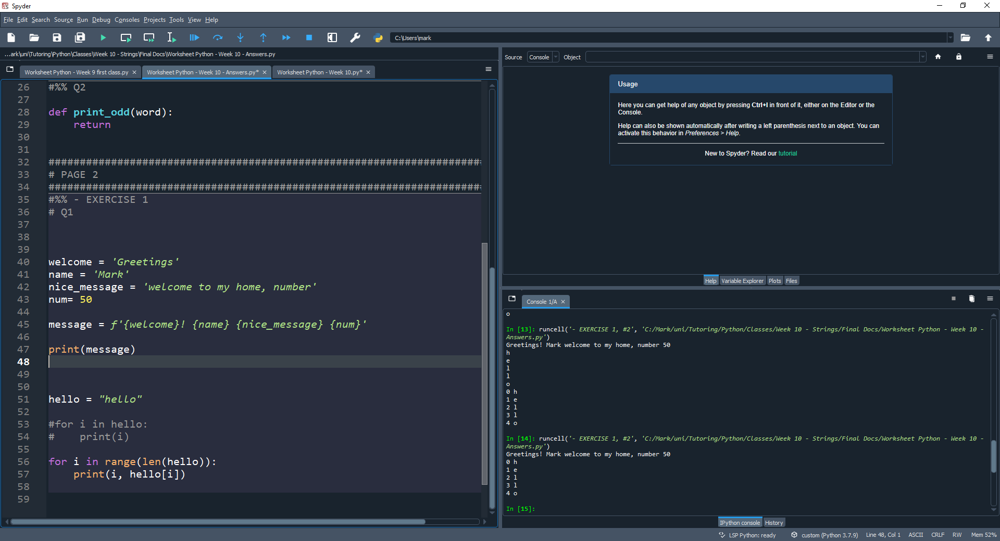 Spyder
File Edit Search Source Run Debug Consoles Projects Tools View Help
C:\Users\mark
...ark\uni\Tutoring\Python\Classes\Week 10 - Strings\Final Docs\Worksheet Python - Week 10 - Answers.py
Worksheet Python - Week 9 first class.py
Worksheet Python - Week 10 - Answers.py*
Worksheet Python - Week 10.py*
26 #%% Q2
27
28 def print_odd(word):
29     return
30
31
32 #####################################################################
33 # PAGE 2
34 #####################################################################
35 #%% - EXERCISE 1
36 # Q1
37
38
39
40 welcome = 'Greetings'
41 name = 'Mark'
42 nice_message = 'welcome to my home, number'
43 num= 50
44
45 message = f'{welcome}! {name} {nice_message} {num}'
46
47 print(message)
48
49
50
51 hello = "hello"
52
53 #for i in hello:
54 #    print(i)
55
56 for i in range(len(hello)):
57     print(i, hello[i])
58
59
Source Console Object
Usage
Here you can get help of any object by pressing Ctrl+I in front of it, either on the Editor or the
Console.
Help can also be shown automatically after writing a left parenthesis next to an object. You can
activate this behavior in Preferences > Help.
New to Spyder? Read our tutorial
Help Variable Explorer Plots Files
Console 1/A
o
In [13]: runcell('- EXERCISE 1, #2', 'C:/Mark/uni/Tutoring/Python/Classes/Week 10 - Strings/Final Docs/Worksheet Python - Week 10 -
Answers.py')
Greetings! Mark welcome to my home, number 50
h
e
l
l
o
0 h
1 e
2 l
3 l
4 o
In [14]: runcell('- EXERCISE 1, #2', 'C:/Mark/uni/Tutoring/Python/Classes/Week 10 - Strings/Final Docs/Worksheet Python - Week 10 -
Answers.py')
Greetings! Mark welcome to my home, number 50
0 h
1 e
2 l
3 l
4 o
In [15]:
IPython console History
LSP Python: ready custom (Python 3.7.9) Line 48, Col 1 ASCII CRLF RW Mem 52%